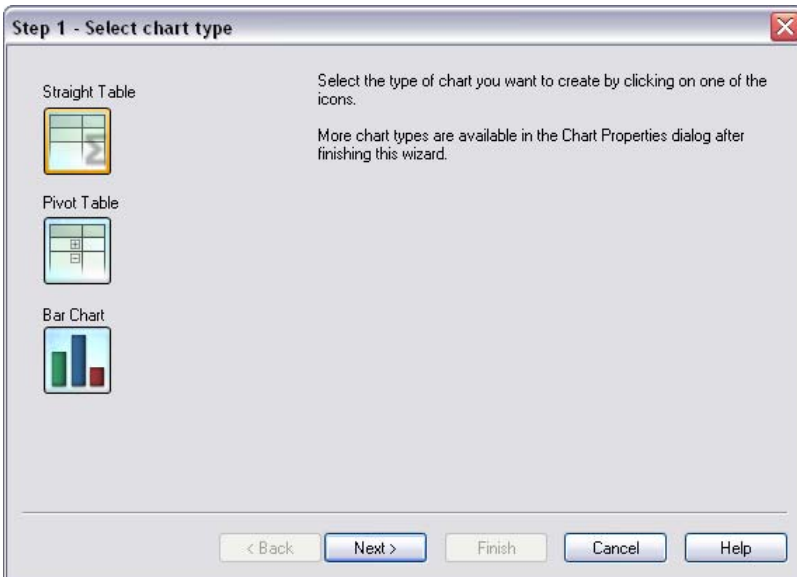 Step 1 - Select chart type
Straight Table
Select the type of chart you want to create by clicking on one of the
icons.
More chart types are available in the Chart Properties dialog after
finishing this wizard.
Pivot Table
Bar Chart
< Back
Next >
Finish
Cancel
Help